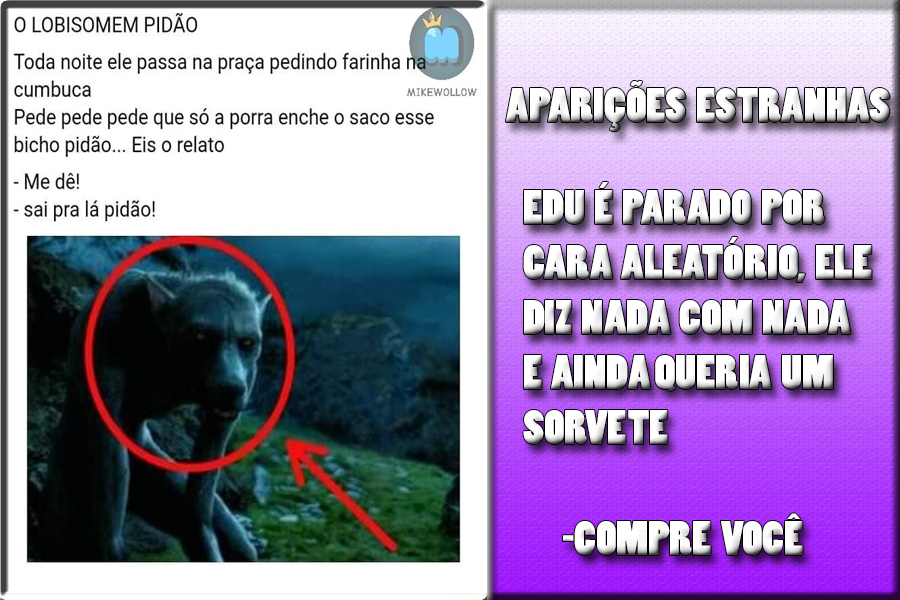 O LOBISOMEM PIDÃO
Toda noite ele passa na praça pedindo farinha na
cumbuca
Pede pede pede que só a porra enche o saco esse
bicho pidão... Eis o relato
- Me dê!
- sai pra lá pidão!
M
MIKEWOLLOW
APARIÇÕES ESTRANHAS
EDU É PARADO POR
CARA ALEATÓRIO, ELE
DIZ NADA COM NADA
E AINDA QUERIA UM
SORVETE
-COMPRE VOCÊ